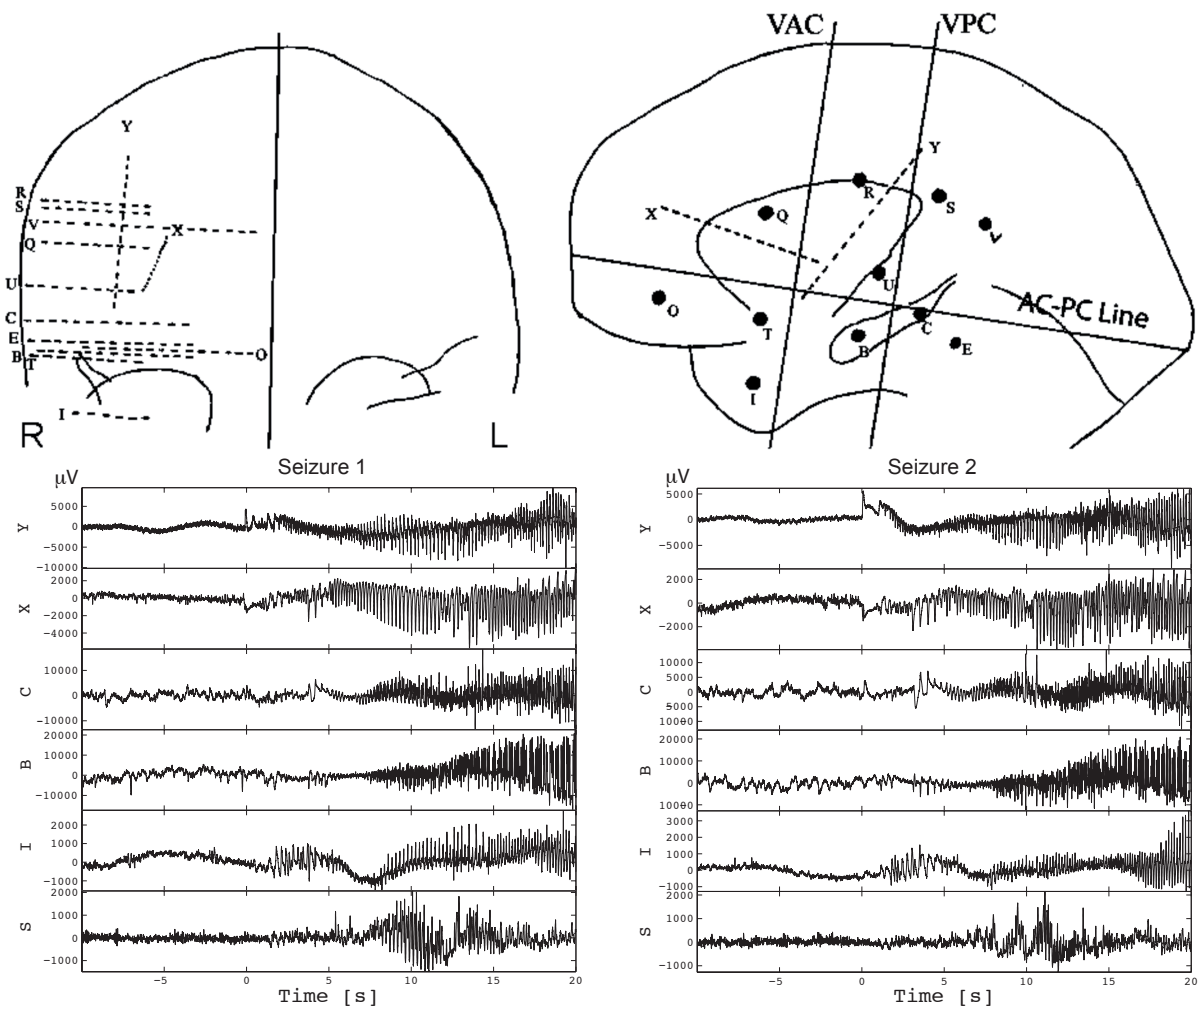 VAC VPC
Y
R
S
V
X
Q
U
C
E
B
T
O
I
R L
Y
X
R
Q
S
V
U
O
T
C
B
E
I
AC-PC Line
Seizure 1
μV
Y
5000
0
−5000
−10000
X
2000
0
−2000
−4000
C
10000
0
−10000
B
20000
10000
0
−10000
I
2000
1000
0
−1000
S
2000
1000
0
−1000
−5 0 5 10 15 20
Time [s]
Seizure 2
μV
Y
5000
0
−5000
X
2000
0
−2000
C
10000
5000
0
5000
10000
B
20000
10000
0
10000
I
3000
1000
0
−1000
S
2000
1000
0
−1000
−5 0 5 10 15 20
Time [s]